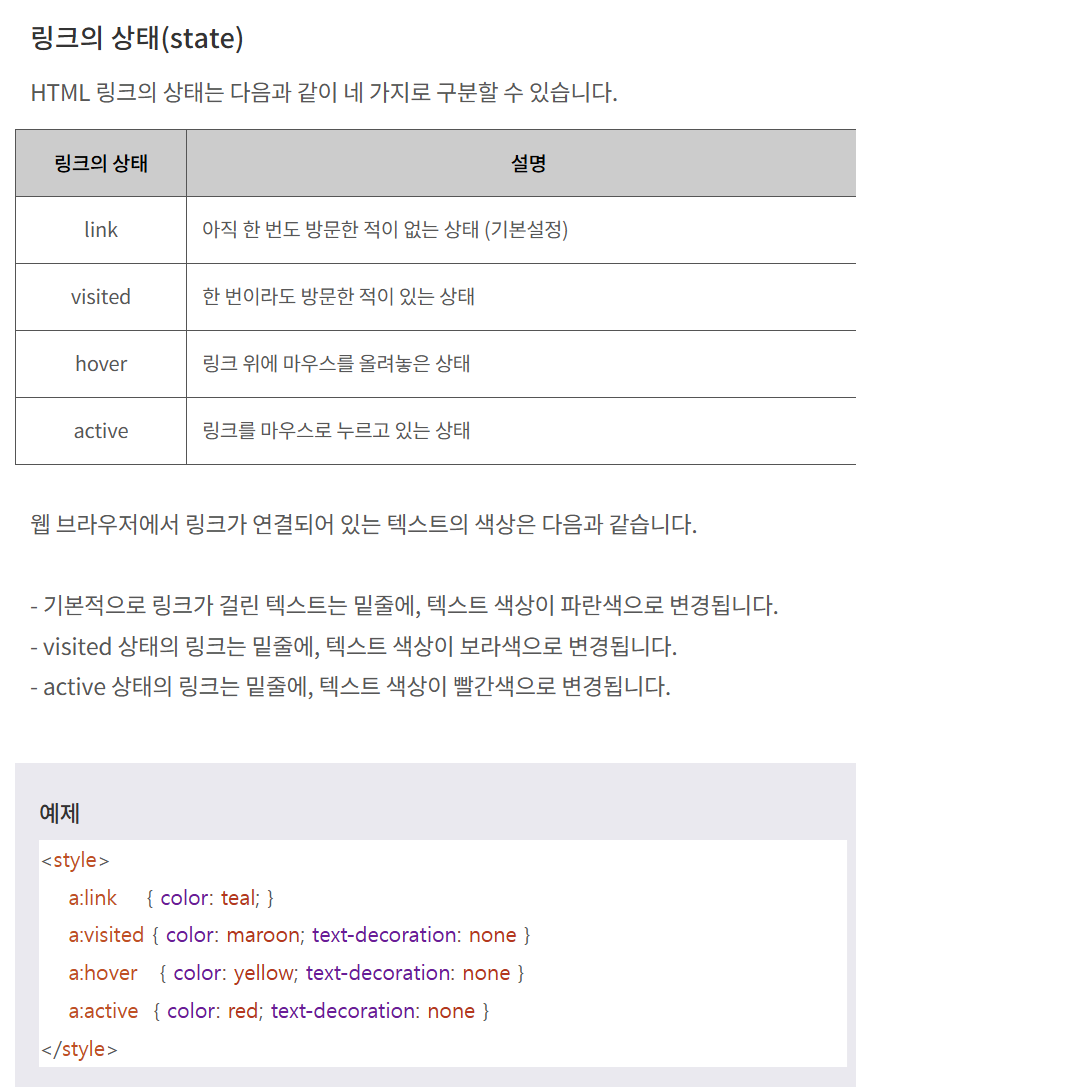 링크의 상태(state)
HTML 링크의 상태는 다음과 같이 네 가지로 구분할 수 있습니다.
링크의 상태 설명
link 아직 한 번도 방문한 적이 없는 상태 (기본설정)
visited 한 번이라도 방문한 적이 있는 상태
hover 링크 위에 마우스를 올려놓은 상태
active 링크를 마우스로 누르고 있는 상태
웹 브라우저에서 링크가 연결되어 있는 텍스트의 색상은 다음과 같습니다.
- 기본적으로 링크가 걸린 텍스트는 밑줄에, 텍스트 색상이 파란색으로 변경됩니다.
- visited 상태의 링크는 밑줄에, 텍스트 색상이 보라색으로 변경됩니다.
- active 상태의 링크는 밑줄에, 텍스트 색상이 빨간색으로 변경됩니다.
예제
<style>
a:link { color: teal; }
a:visited { color: maroon; text-decoration: none }
a:hover { color: yellow; text-decoration: none }
a:active { color: red; text-decoration: none }
</style>